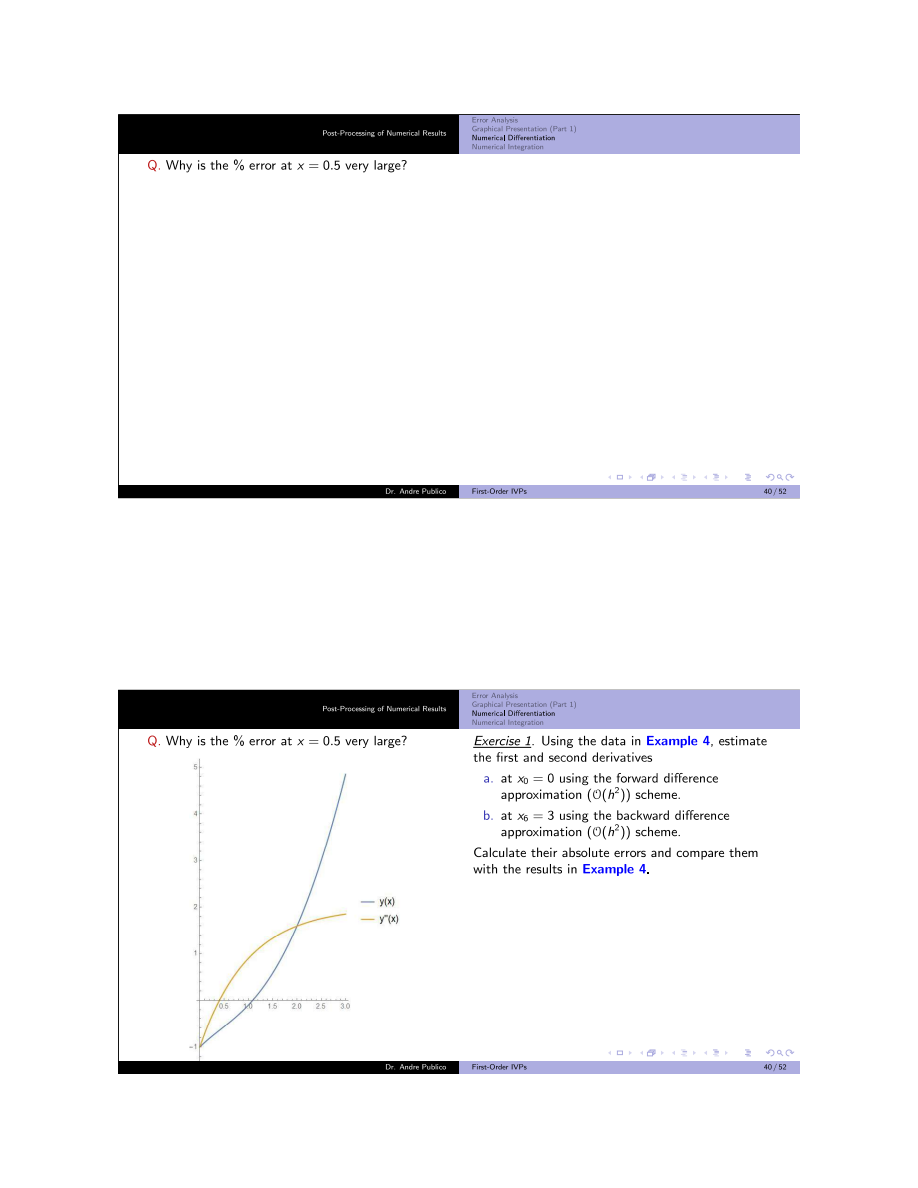 Post-Processing of Numerical Results
Error Analysis
Graphical Presentation (Part 1)
Numerical Differentiation
Numerical Integration
Q. Why is the % error at x = 0.5 very large?
Dr. Andre Publico
First-Order IVPs
40 / 52
Post-Processing of Numerical Results
Error Analysis
Graphical Presentation (Part 1)
Numerical Differentiation
Numerical Integration
Q. Why is the % error at x = 0.5 very large?
5
4
3
2
1
-1
0.5 1.0 1.5 2.0 2.5 3.0
y(x)
y''(x)
Exercise 1. Using the data in Example 4, estimate
the first and second derivatives
a. at x₀ = 0 using the forward difference
approximation (O(h²)) scheme.
b. at x₆ = 3 using the backward difference
approximation (O(h²)) scheme.
Calculate their absolute errors and compare them
with the results in Example 4.
Dr. Andre Publico
First-Order IVPs
40 / 52